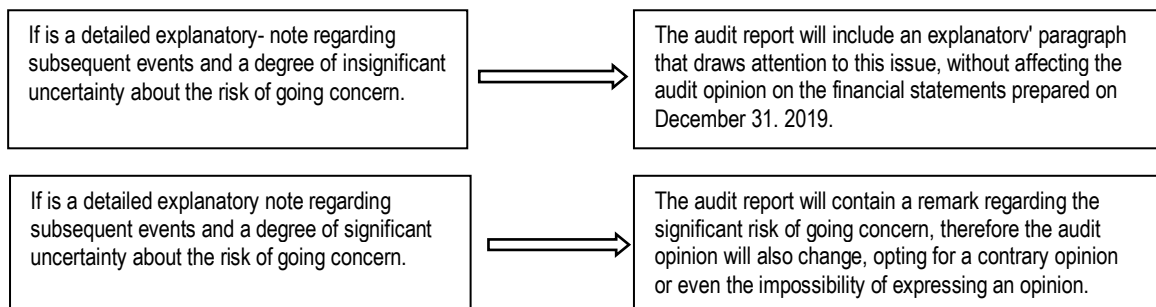 If is a detailed explanatory- note regarding
subsequent events and a degree of insignificant
uncertainty about the risk of going concern.
The audit report will include an explanatorv' paragraph
that draws attention to this issue, without affecting the
audit opinion on the financial statements prepared on
December 31. 2019.
If is a detailed explanatory note regarding
subsequent events and a degree of significant
uncertainty about the risk of going concern.
The audit report will contain a remark regarding the
significant risk of going concern, therefore the audit
opinion will also change, opting for a contrary opinion
or even the impossibility of expressing an opinion.